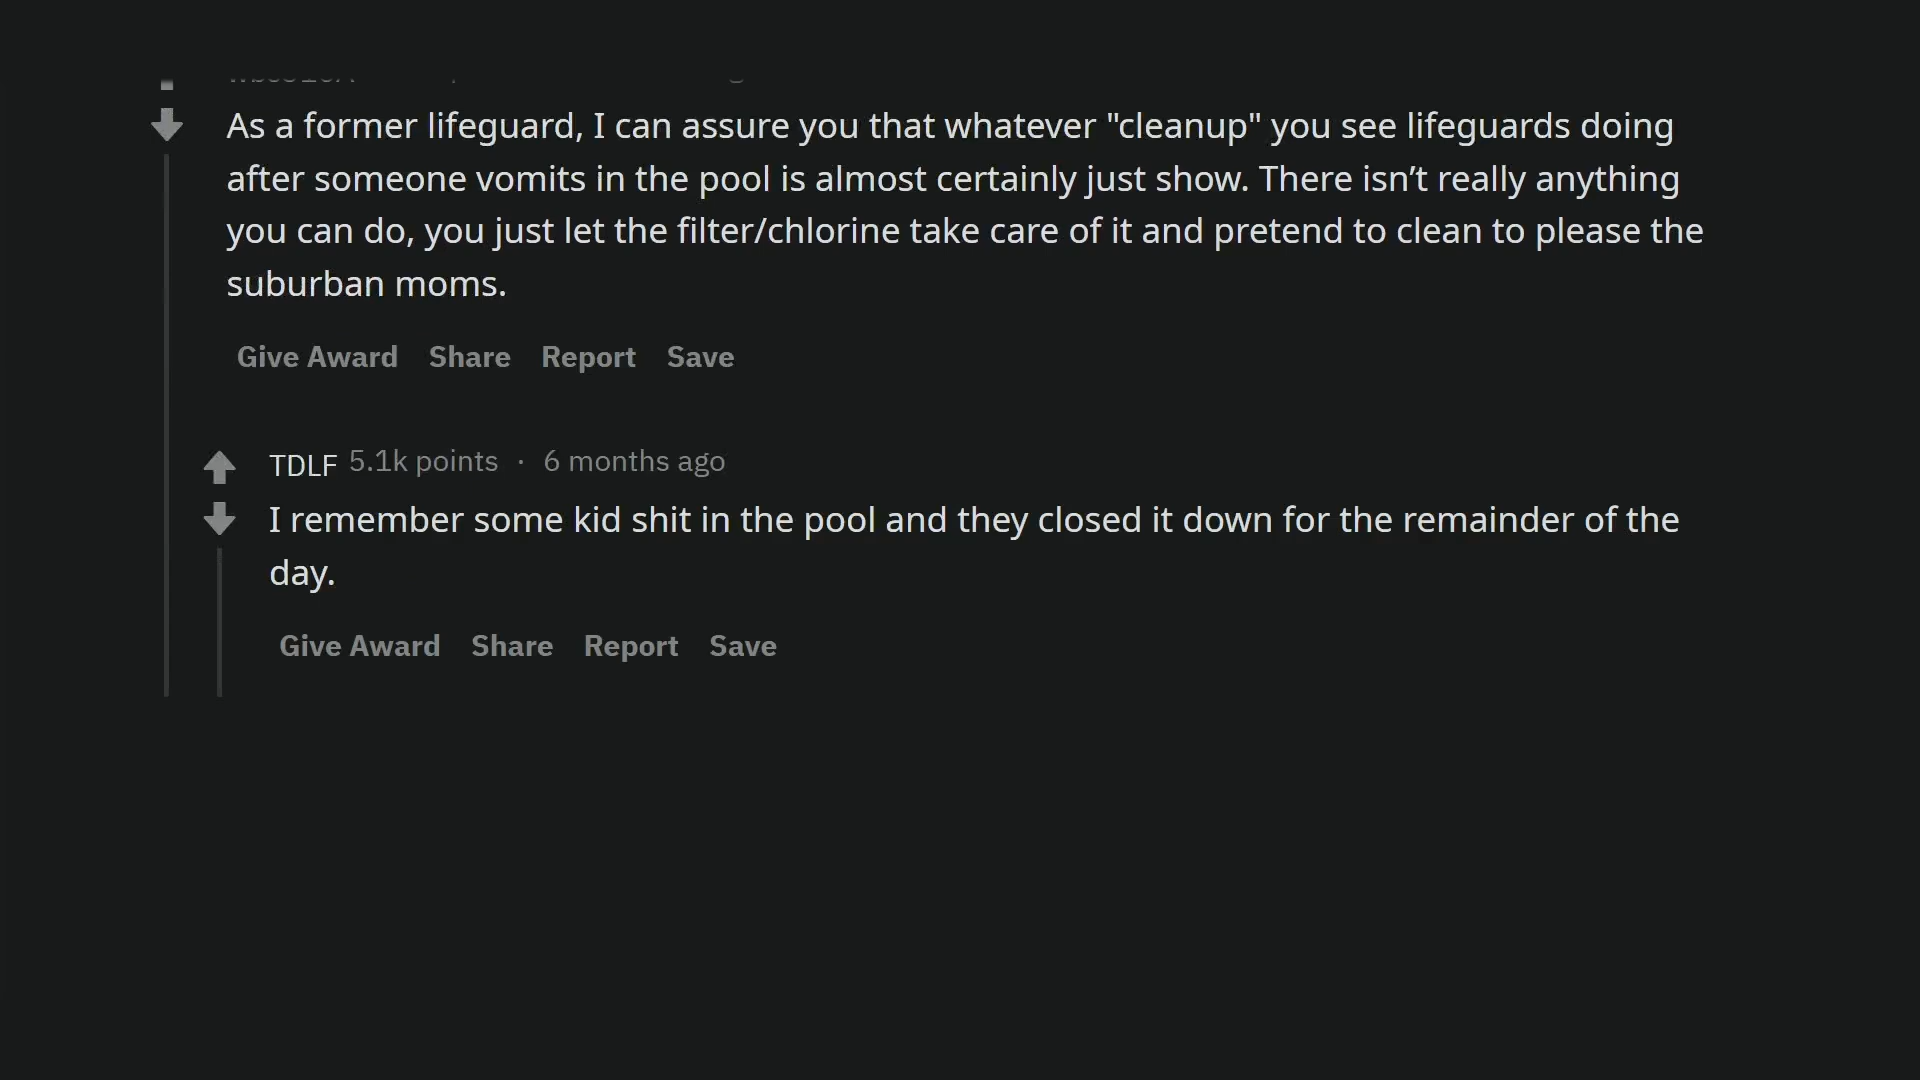 As a former lifeguard, I can assure you that whatever "cleanup" you see lifeguards doing
after someone vomits in the pool is almost certainly just show. There isn’t really anything
you can do, you just let the filter/chlorine take care of it and pretend to clean to please the
suburban moms.
Give Award Share Report Save
TDLF 5.1k points · 6 months ago
I remember some kid shit in the pool and they closed it down for the remainder of the
day.
Give Award Share Report Save